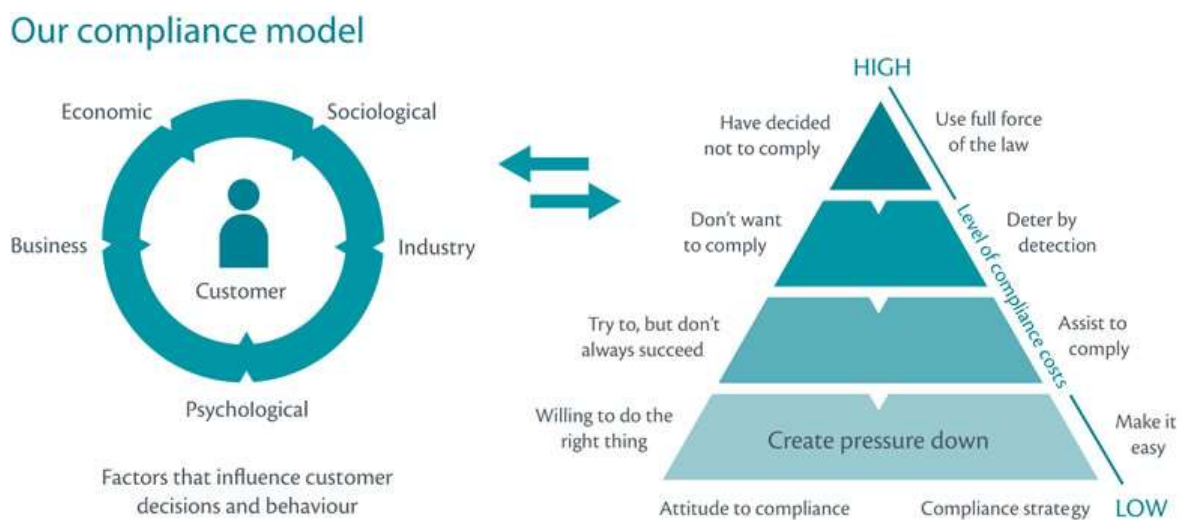 Our compliance model
Economic
Sociological
Business
Industry
Customer
Psychological
Factors that influence customer
decisions and behaviour
HIGH
Have decided
not to comply
Use full force
of the law
Don't want
to comply
Deter by
detection
Level of compliance costs
Try to, but don't
always succeed
Assist to
comply
Willing to do the
right thing
Create pressure down
Make it
easy
Attitude to compliance
Compliance strategy
LOW